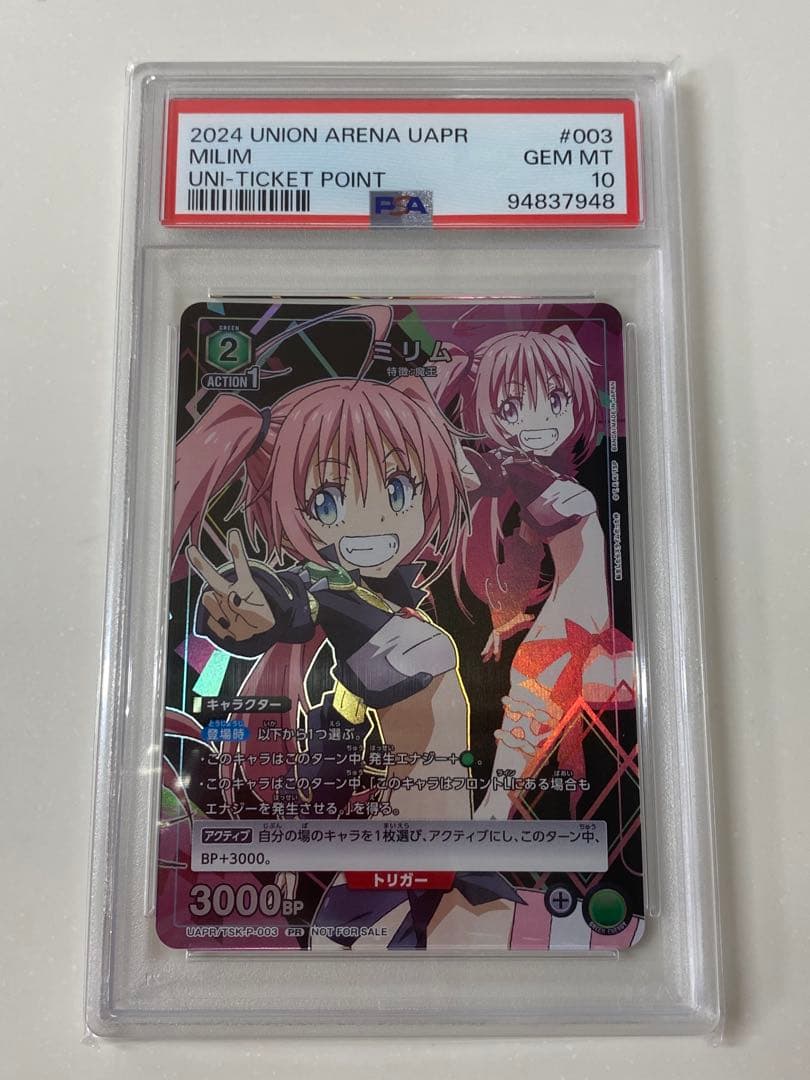 2024 UNION ARENA UAPR #003
MILIM GEM MT
UNI-TICKET POINT 10
PSA 94837948
GREEN
2
ACTION 1
ミリム
特徴:魔王
キャラクター
登場時 以下から1つ選ぶ。
・このキャラはこのターン中、発生エナジー+。
・このキャラはこのターン中、「このキャラはフロントLにある場合も
エナジーを発生させる。」を得る。
アクティブ 自分の場のキャラを1枚選び、アクティブにし、このターン中、
BP+3000。
トリガー
3000BP
+
UAPR/TSK-P-003 PR NOT FOR SALE